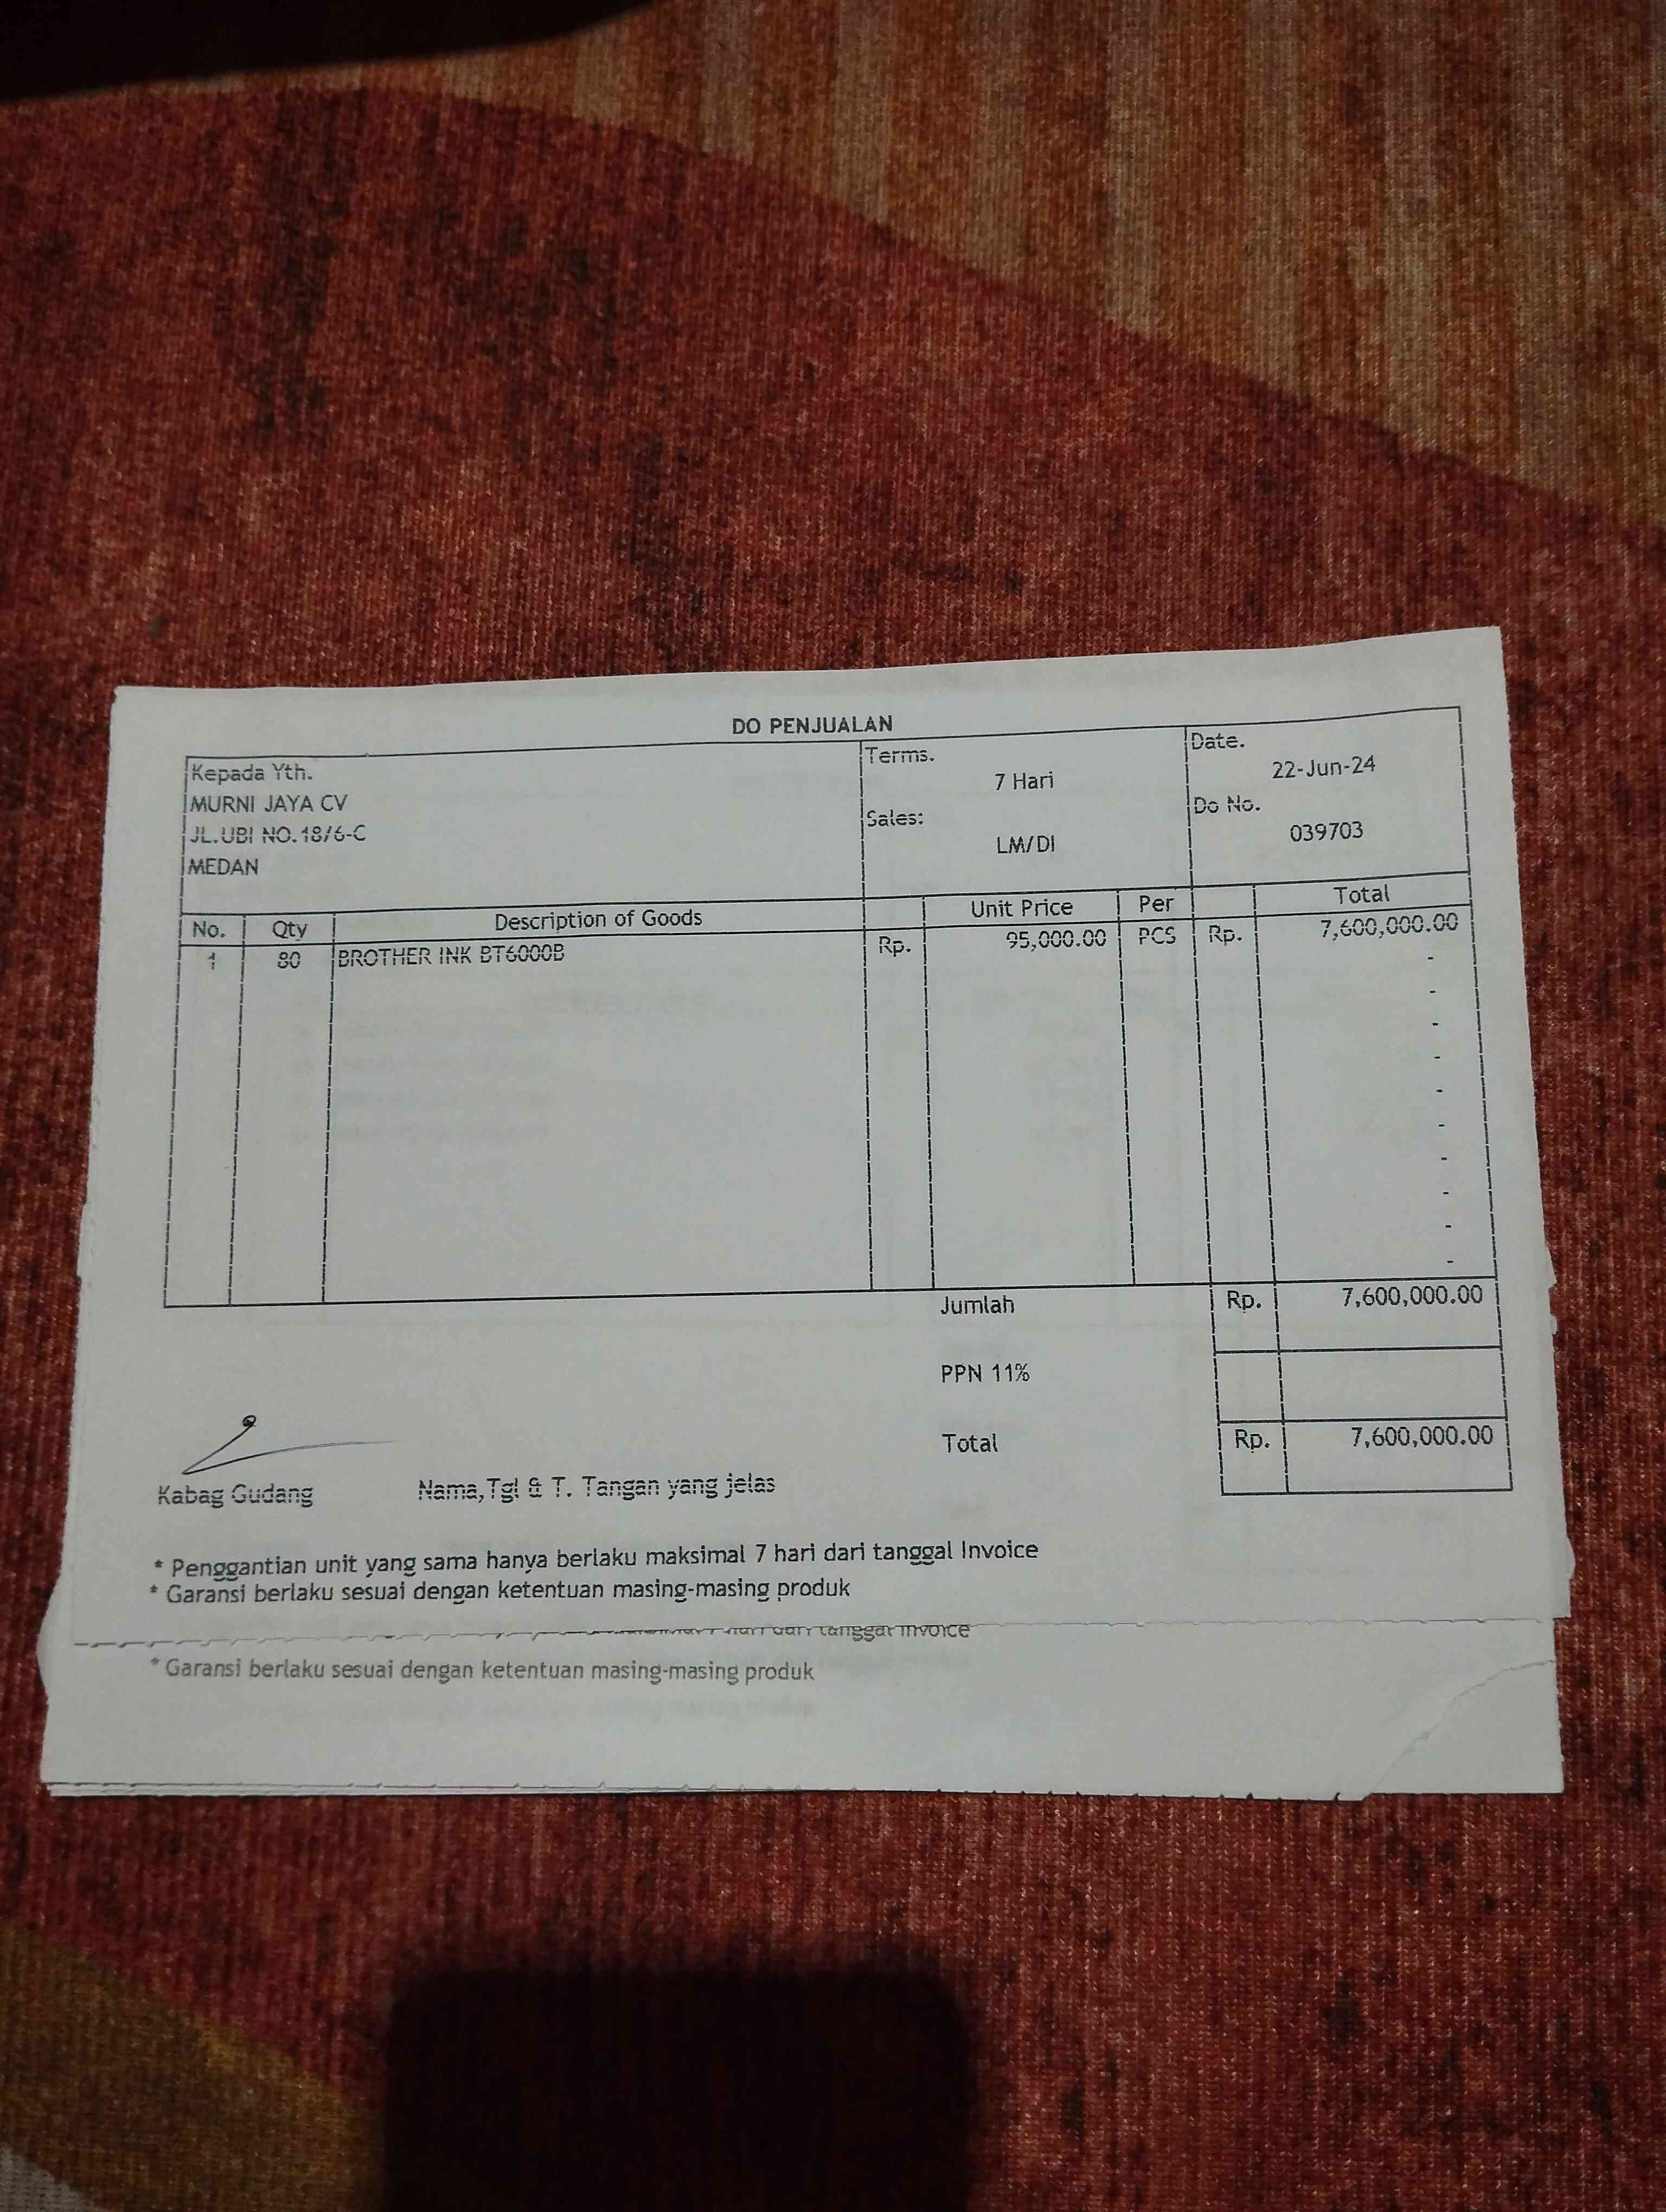 DO PENJUALAN
Kepada Yth.
MURNI JAYA CV
JL.UBI NO.18/6-C
MEDAN
Terms.
7 Hari
Sales:
LM/DI
Date.
22-Jun-24
Do No.
039703
No. Qty Description of Goods Unit Price Per Total
1 80 BROTHER INK BT6000B Rp. 95,000.00 PCS Rp. 7,600,000.00
-
-
-
-
-
-
-
-
-
-
Jumlah Rp. 7,600,000.00
PPN 11%
Total Rp. 7,600,000.00
Kabag Gudang Nama,Tgl & T. Tangan yang jelas
* Penggantian unit yang sama hanya berlaku maksimal 7 hari dari tanggal Invoice
* Garansi berlaku sesuai dengan ketentuan masing-masing produk
tanggal Invoice
* Garansi berlaku sesuai dengan ketentuan masing-masing produk